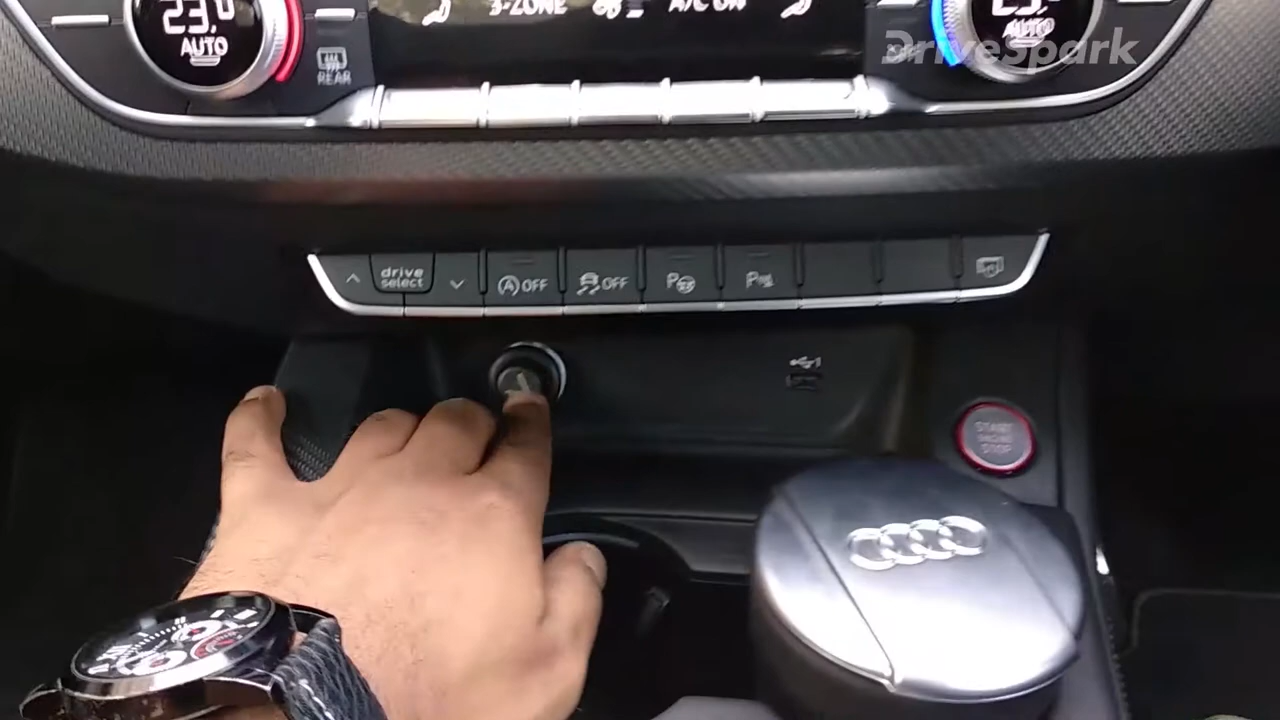 23.0
AUTO
REAR
3-ZONE
A/C ON
AUTO
DriveSpark
drive
select
A OFF
OFF
P
P
START
ENGINE
STOP